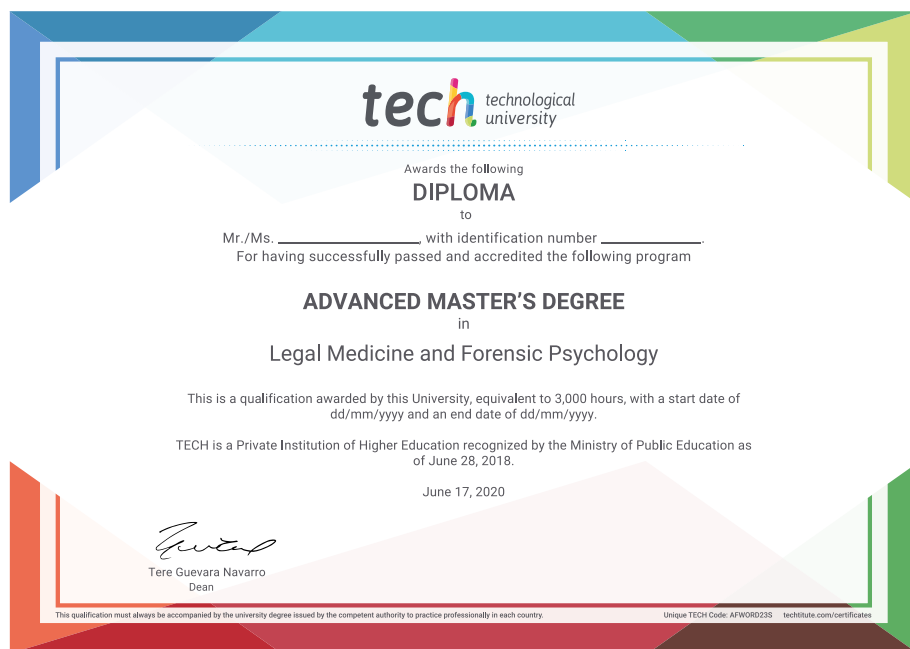 tech technological
university
Awards the following
DIPLOMA
to
Mr./Ms. ____________________, with identification number ______________.
For having successfully passed and accredited the following program
ADVANCED MASTER'S DEGREE
in
Legal Medicine and Forensic Psychology
This is a qualification awarded by this University, equivalent to 3,000 hours, with a start date of
dd/mm/yyyy and an end date of dd/mm/yyyy.
TECH is a Private Institution of Higher Education recognized by the Ministry of Public Education as
of June 28, 2018.
June 17, 2020
Tere Guevara Navarro
Dean
This qualification must always be accompanied by the university degree issued by the competent authority to practice professionally in each country. Unique TECH Code: AFWORD23S techtitute.com/certificates